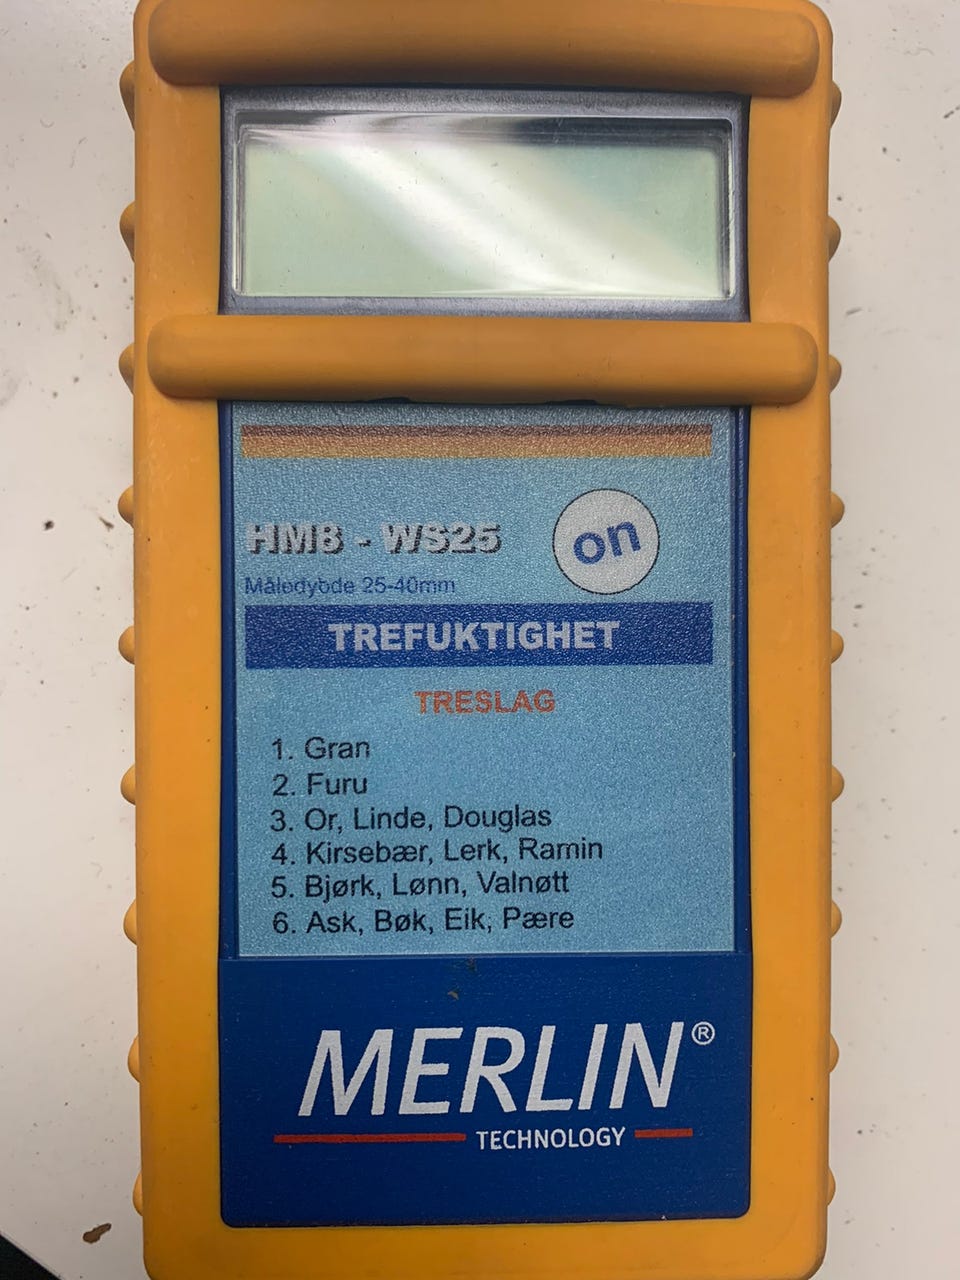 HM8 - WS25
on
Måledybde 25-40mm
TREFUKTIGHET
TRESLAG
1. Gran
2. Furu
3. Or, Linde, Douglas
4. Kirsebær, Lerk, Ramin
5. Bjørk, Lønn, Valnøtt
6. Ask, Bøk, Eik, Pære
MERLIN®
TECHNOLOGY